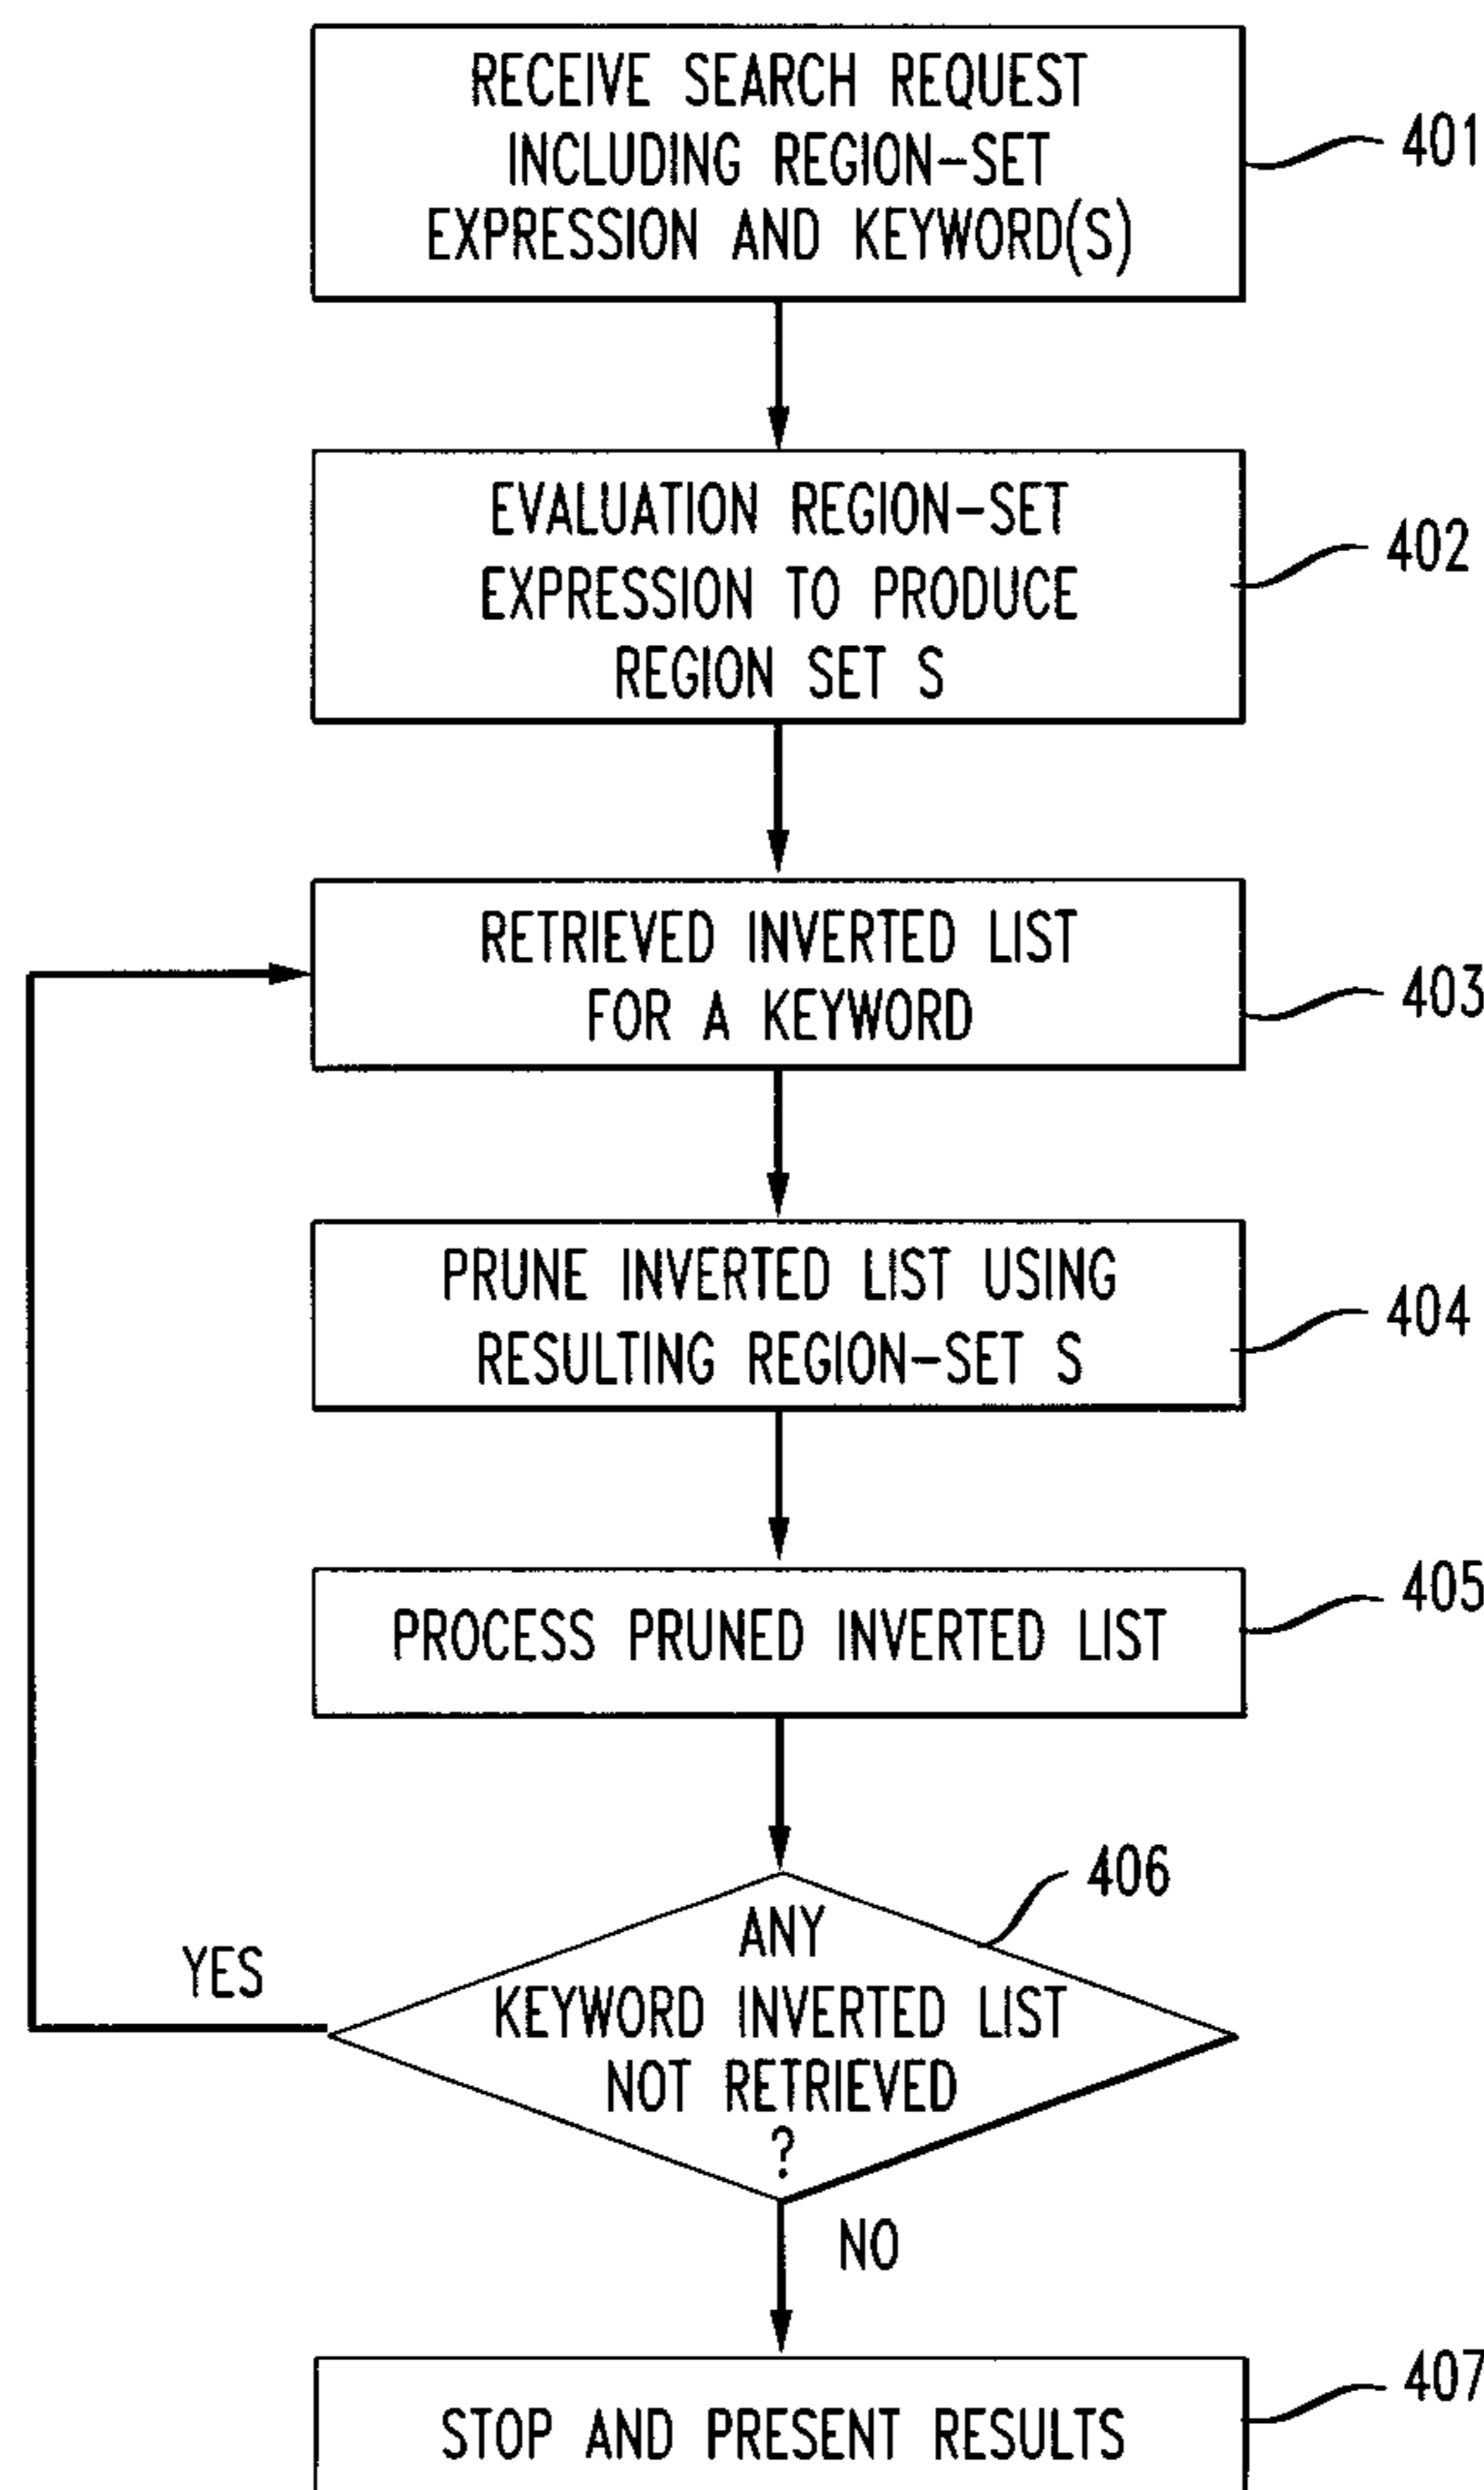 RECEIVE SEARCH REQUEST
INCLUDING REGION-SET
EXPRESSION AND KEYWORD(S)
401
EVALUATION REGION-SET
EXPRESSION TO PRODUCE
REGION SET S
402
RETRIEVED INVERTED LIST
FOR A KEYWORD
403
PRUNE INVERTED LIST USING
RESULTING REGION-SET S
404
PROCESS PRUNED INVERTED LIST
405
406
ANY
KEYWORD INVERTED LIST
NOT RETRIEVED
?
YES
NO
STOP AND PRESENT RESULTS
407